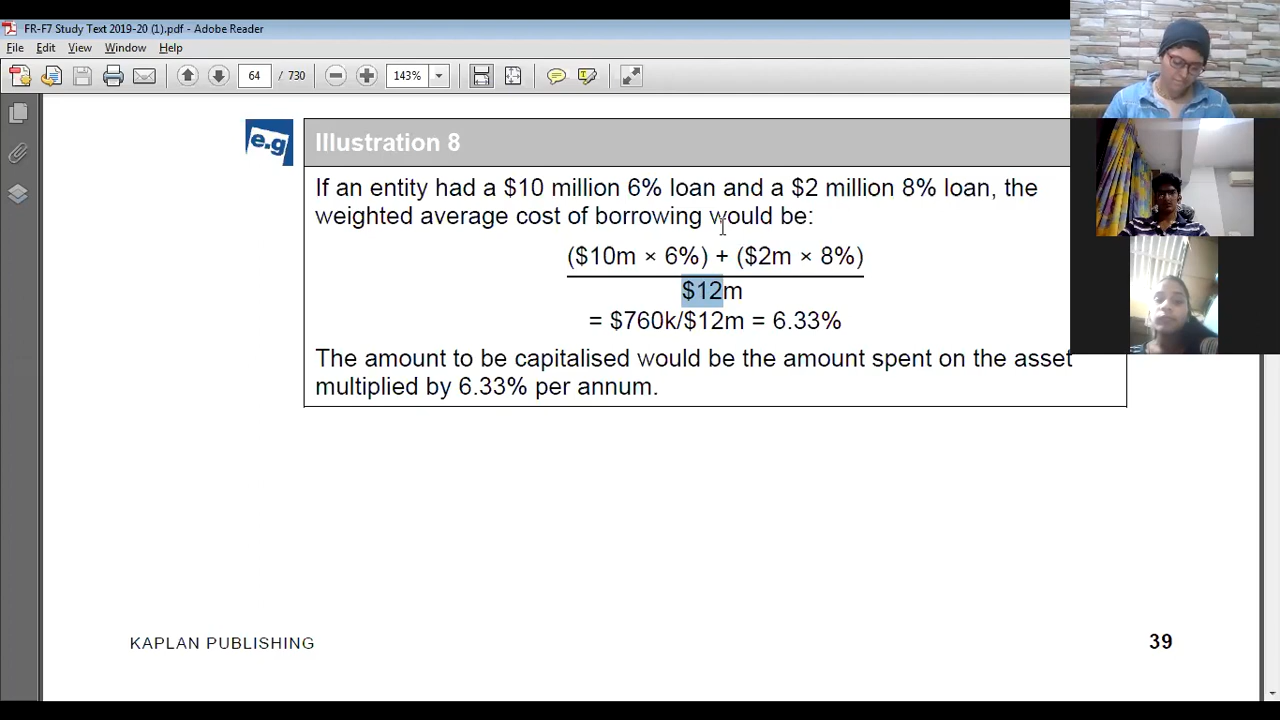 FR-F7 Study Text 2019-20 (1).pdf - Adobe Reader
File Edit View Window Help
64 / 730 143%
e.g Illustration 8
If an entity had a $10 million 6% loan and a $2 million 8% loan, the
weighted average cost of borrowing would be:
($10m × 6%) + ($2m × 8%)
$12m
= $760k/$12m = 6.33%
The amount to be capitalised would be the amount spent on the asset
multiplied by 6.33% per annum.
KAPLAN PUBLISHING 39